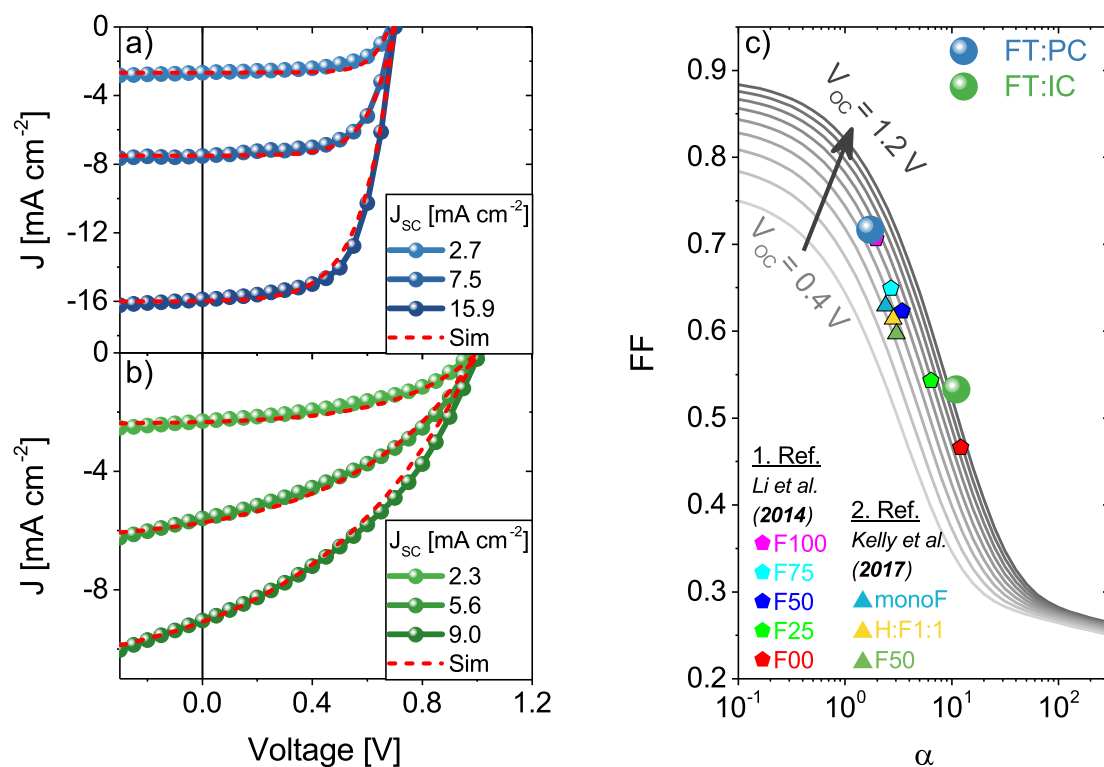 a)
0
-4
-8
-12
-16
J [mA cm-2]
JSC [mA cm-2]
2.7
7.5
15.9
Sim
b)
0
-4
-8
J [mA cm-2]
JSC [mA cm-2]
2.3
5.6
9.0
Sim
0.0 0.4 0.8 1.2
Voltage [V]
c)
FT:PC
FT:IC
VOC = 1.2 V
VOC = 0.4 V
0.9
0.8
0.7
0.6
0.5
0.4
0.3
0.2
FF
1. Ref.
Li et al.
(2014)
F100
F75
F50
F25
F00
2. Ref.
Kelly et al.
(2017)
monoF
H:F1:1
F50
10-1 100 101 102
α